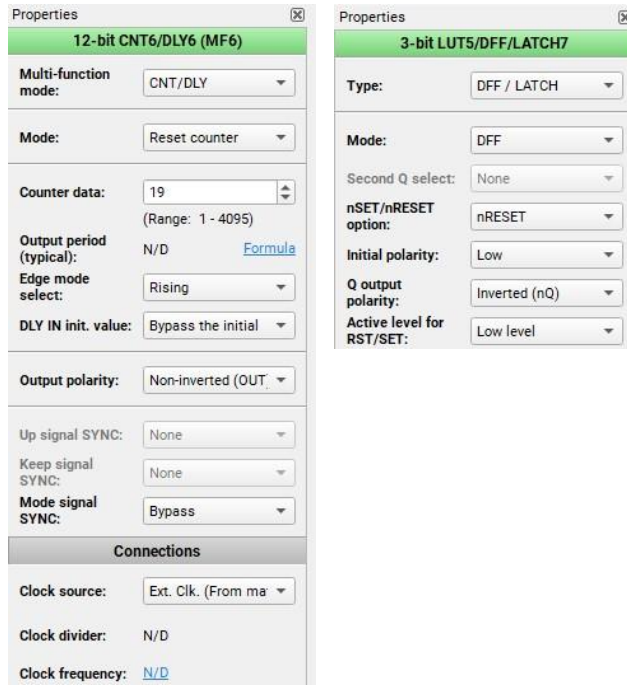 Properties
12-bit CNT6/DLY6 (MF6)
Multi-function
mode:
CNT/DLY
Mode:
Reset counter
Counter data:
19
(Range: 1 - 4095)
Output period
(typical):
N/D
Formula
Edge mode
select:
Rising
DLY IN init. value:
Bypass the initial
Output polarity:
Non-inverted (OUT)
Up signal SYNC:
None
Keep signal
SYNC:
None
Mode signal
SYNC:
Bypass
Connections
Clock source:
Ext. Clk. (From ma
Clock divider:
N/D
Clock frequency:
N/D
Properties
3-bit LUT5/DFF/LATCH7
Type:
DFF / LATCH
Mode:
DFF
Second Q select:
None
nSET/nRESET
option:
nRESET
Initial polarity:
Low
Q output
polarity:
Inverted (nQ)
Active level for
RST/SET:
Low level